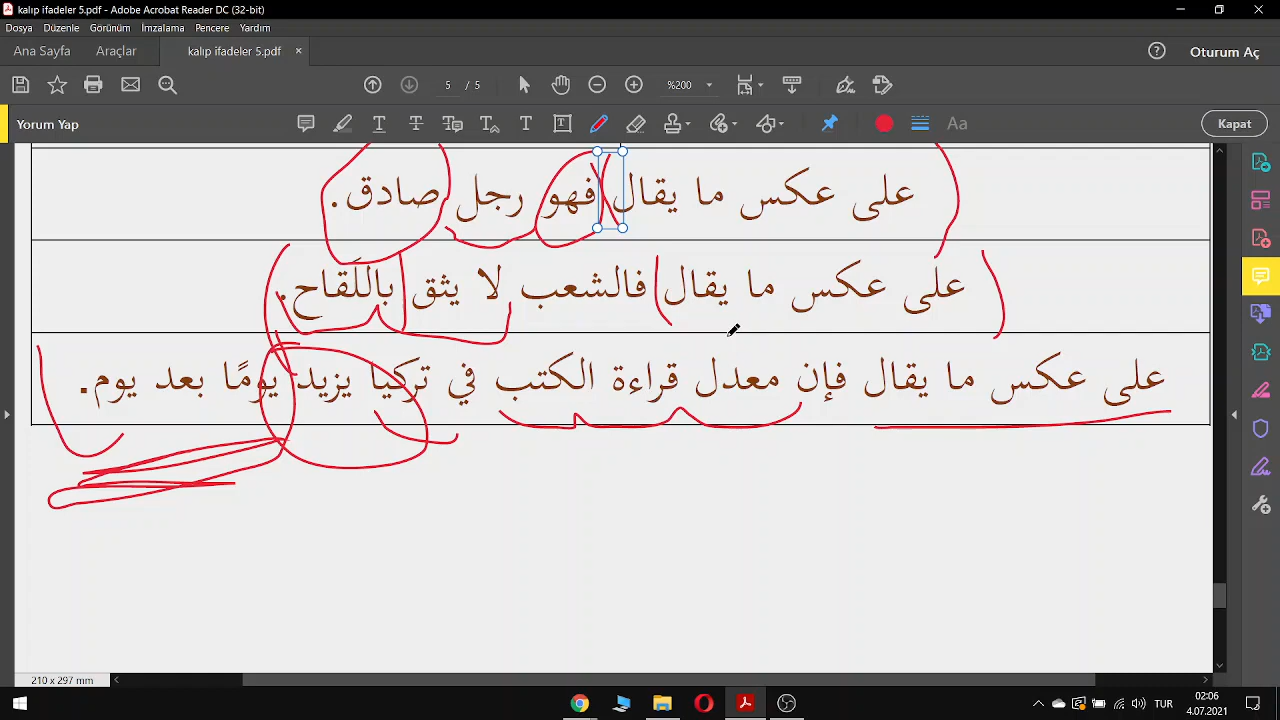 kalıp ifadeler 5.pdf - Adobe Acrobat Reader DC (32-bit)
Dosya Düzenle Görünüm İmzalama Pencere Yardım
Ana Sayfa Araçlar kalıp ifadeler 5.pdf × Oturum Aç
5 / 5 %200
Yorum Yap Kapat
على عكس ما يقال فهو رجل صادق.
على عكس ما يقال فالشعب لا يثق باللَقاح.
على عكس ما يقال فإن معدل قراءة الكتب في تركيا يزيد يومًا بعد يوم.
210 x 297 mm
TUR 02:06
4.07.2021